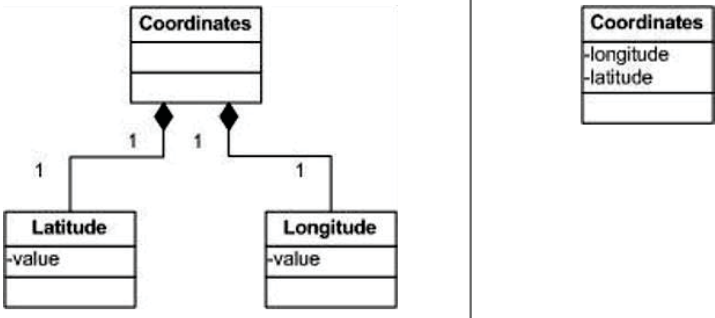 Coordinates
1
1
1
1
Latitude
-value
Longitude
-value
Coordinates
-longitude
-latitude